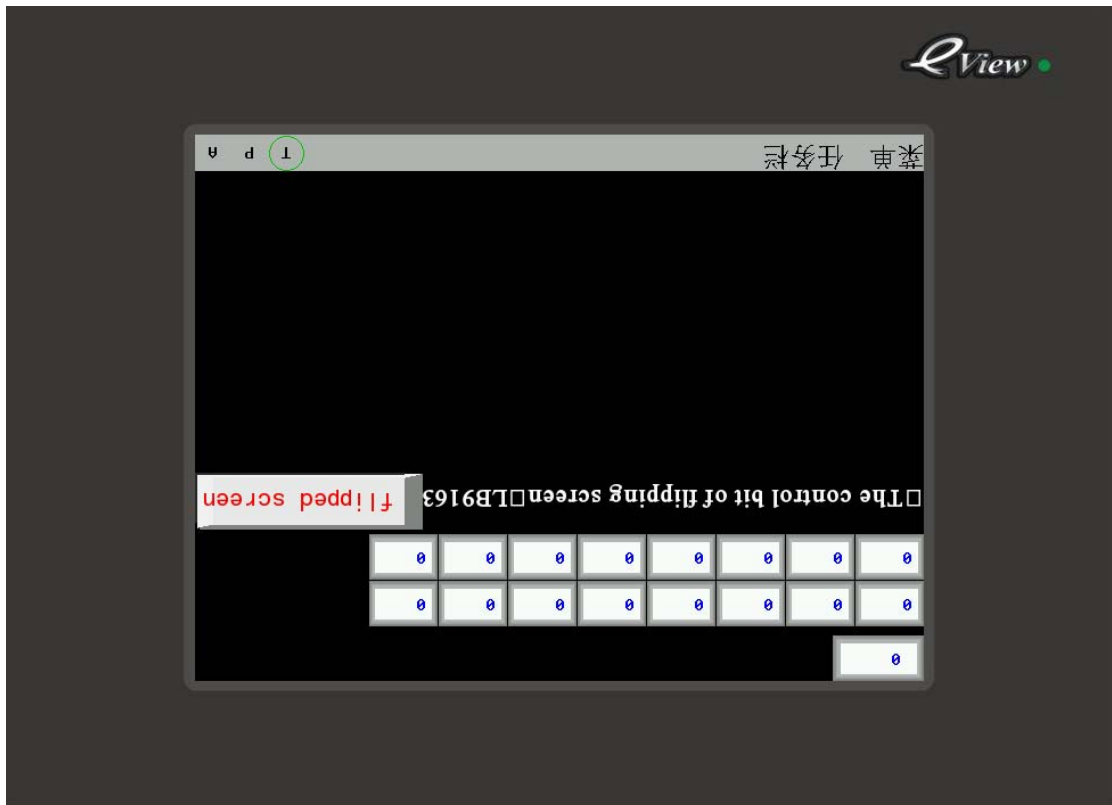 eView
0
0 0 0 0 0 0 0 0
0 0 0 0 0 0 0 0
□The control bit of flipping screen□LB9163
flipped screen
菜单 任务栏 T P A